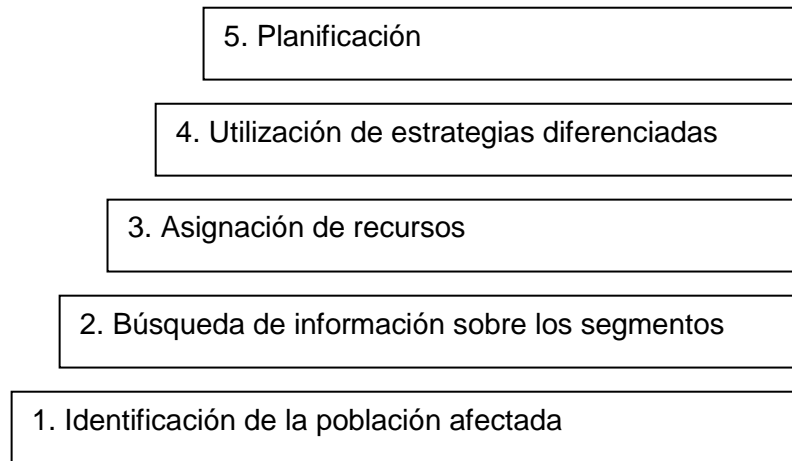 5. Planificación
4. Utilización de estrategias diferenciadas
3. Asignación de recursos
2. Búsqueda de información sobre los segmentos
1. Identificación de la población afectada